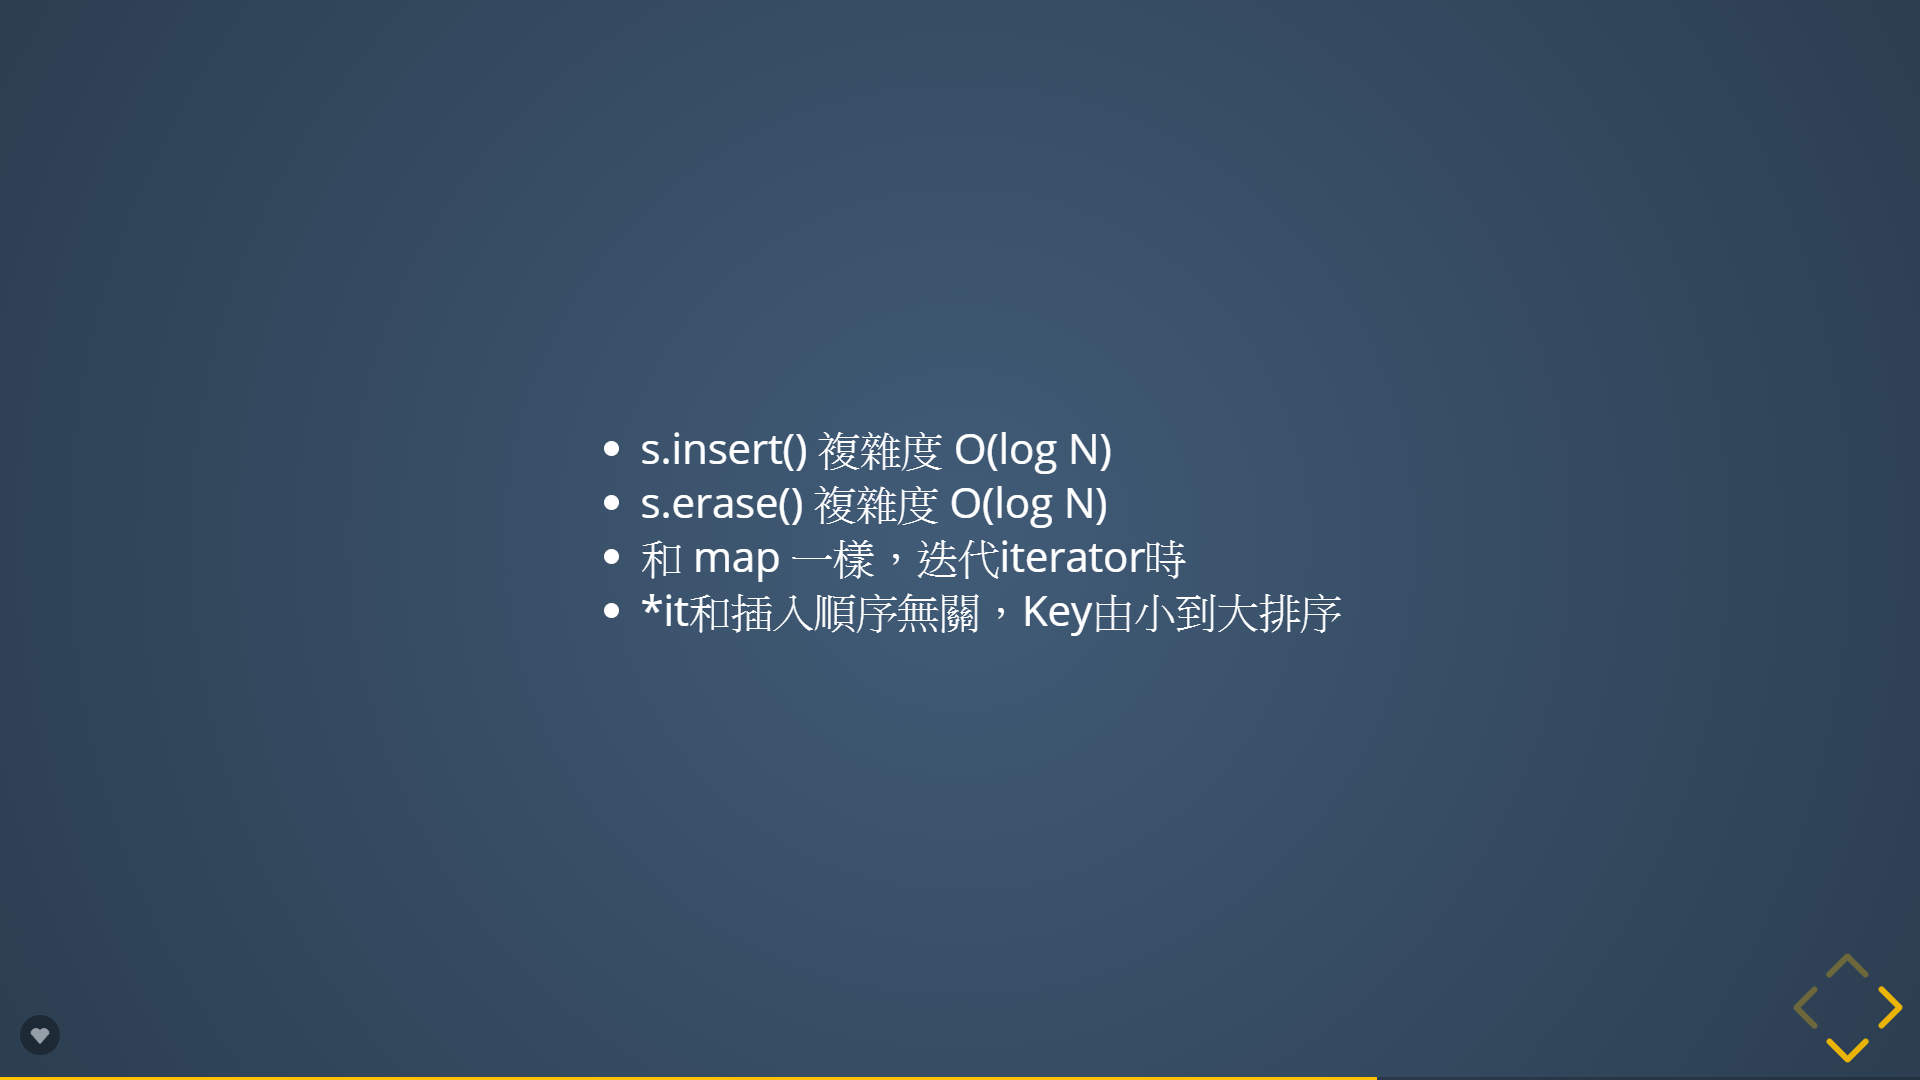 s.insert() 複雜度 O(log N)
s.erase() 複雜度 O(log N)
和 map 一樣，迭代iterator時
*it和插入順序無關，Key由小到大排序